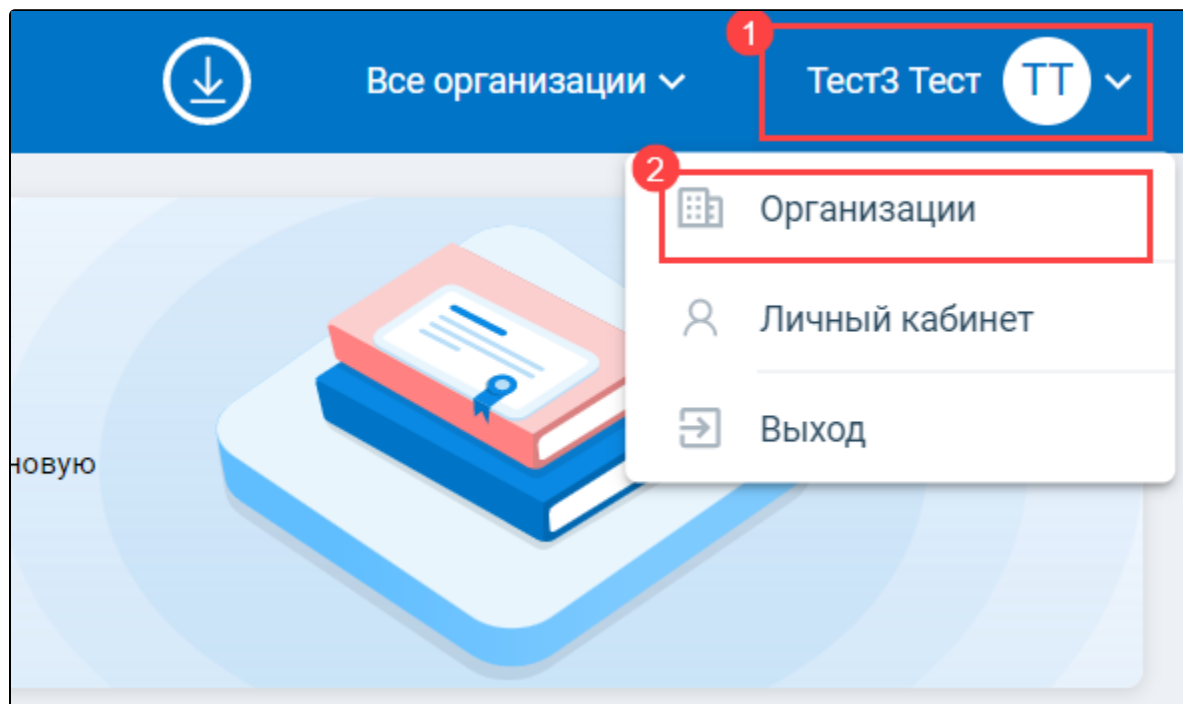 1
Все организации
Тест3 Тест
ТТ
2
Организации
Личный кабинет
Выход
новую